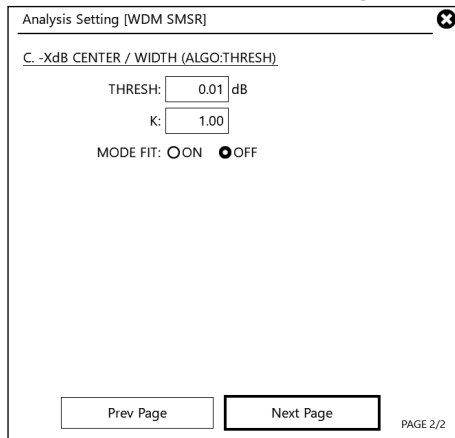 Analysis Setting [WDM SMSR]
C. -XdB CENTER / WIDTH (ALGO:THRESH)
THRESH: 0.01 dB
K: 1.00
MODE FIT: ON OFF
Prev Page Next Page PAGE 2/2